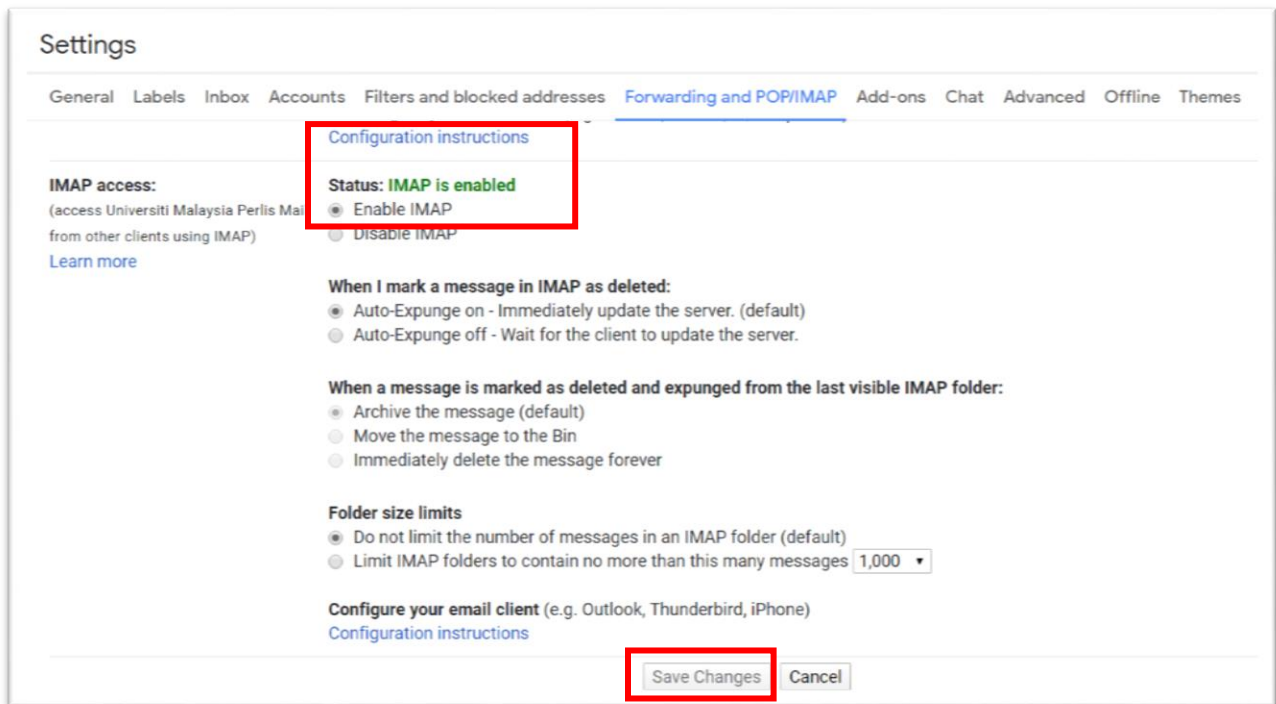 Settings
General Labels Inbox Accounts Filters and blocked addresses Forwarding and POP/IMAP Add-ons Chat Advanced Offline Themes
Configuration instructions
IMAP access:
(access Universiti Malaysia Perlis Mai
from other clients using IMAP)
Learn more
Status: IMAP is enabled
Enable IMAP
Disable IMAP
When I mark a message in IMAP as deleted:
Auto-Expunge on - Immediately update the server. (default)
Auto-Expunge off - Wait for the client to update the server.
When a message is marked as deleted and expunged from the last visible IMAP folder:
Archive the message (default)
Move the message to the Bin
Immediately delete the message forever
Folder size limits
Do not limit the number of messages in an IMAP folder (default)
Limit IMAP folders to contain no more than this many messages 1,000
Configure your email client (e.g. Outlook, Thunderbird, iPhone)
Configuration instructions
Save Changes Cancel